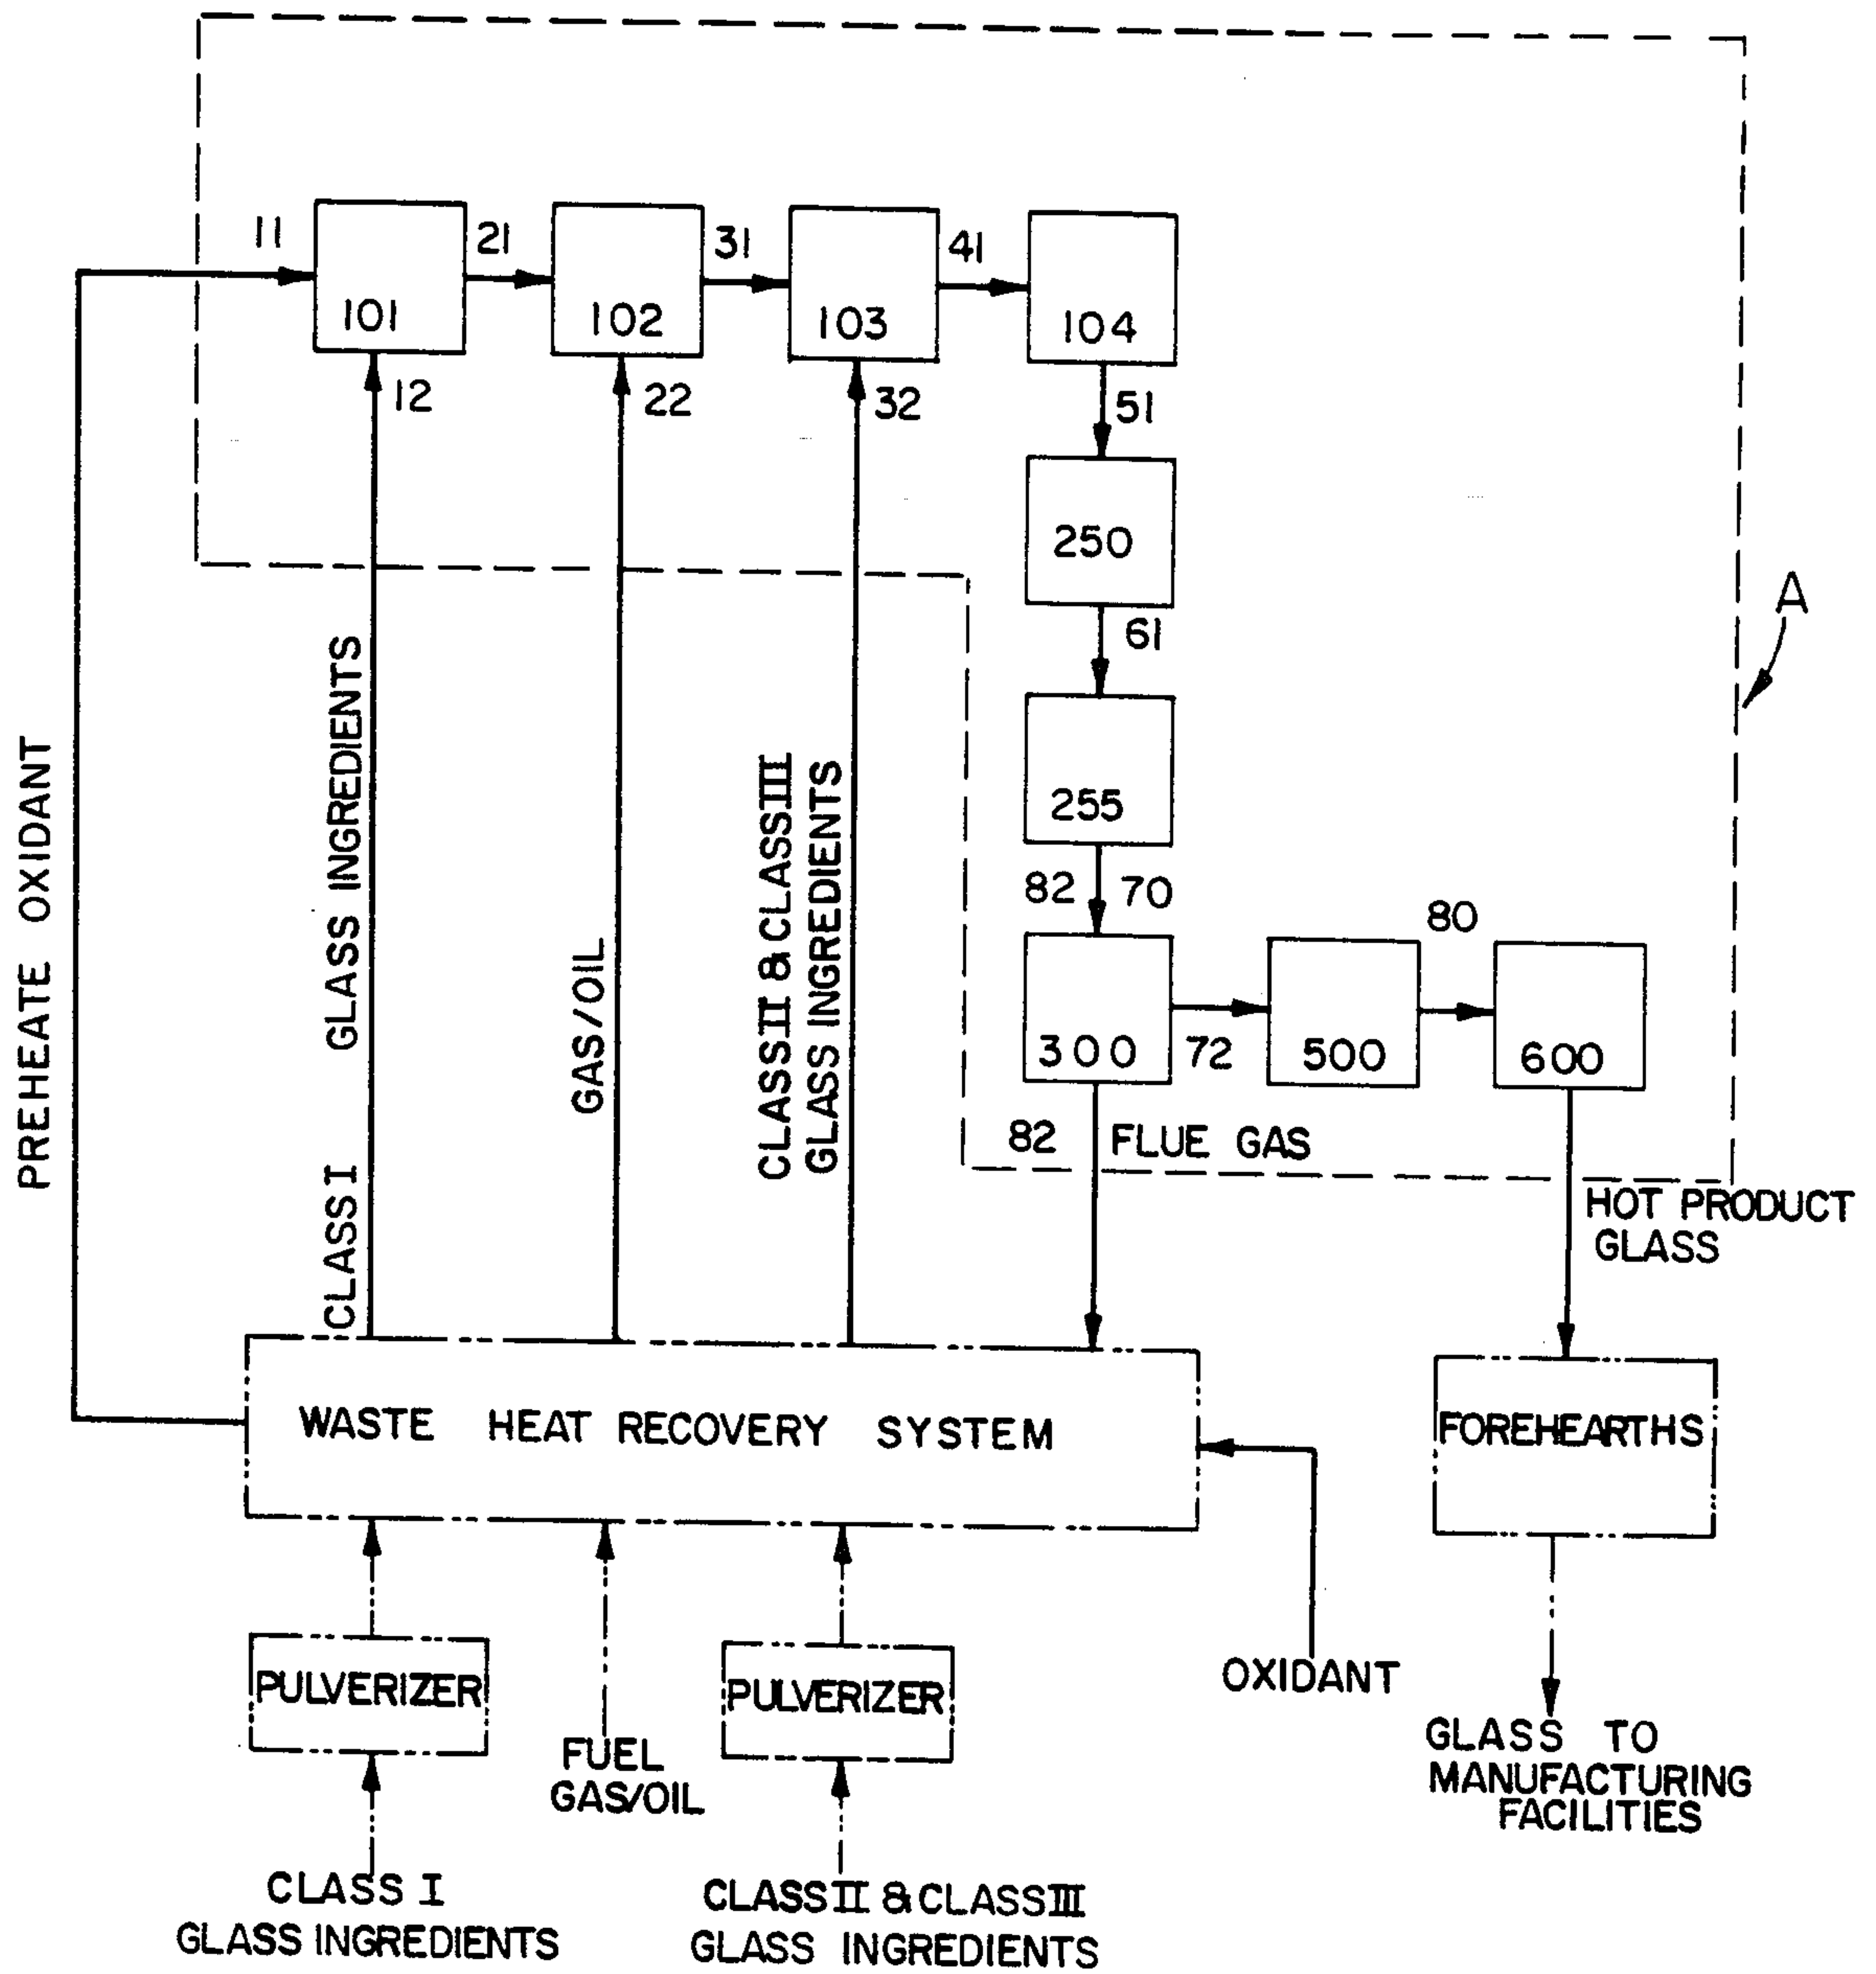 11
21
31
41
101
102
103
104
12
22
32
51
250
61
A
255
82
70
80
300
72
500
600
82
FLUE GAS
HOT PRODUCT
GLASS
PREHEATE OXIDANT
CLASS I GLASS INGREDIENTS
GAS/OIL
CLASS II & CLASS III
GLASS INGREDIENTS
WASTE HEAT RECOVERY SYSTEM
FOREHEARTHS
PULVERIZER
PULVERIZER
OXIDANT
FUEL
GAS/OIL
GLASS TO
MANUFACTURING
FACILITIES
CLASS I
GLASS INGREDIENTS
CLASS II & CLASS III
GLASS INGREDIENTS